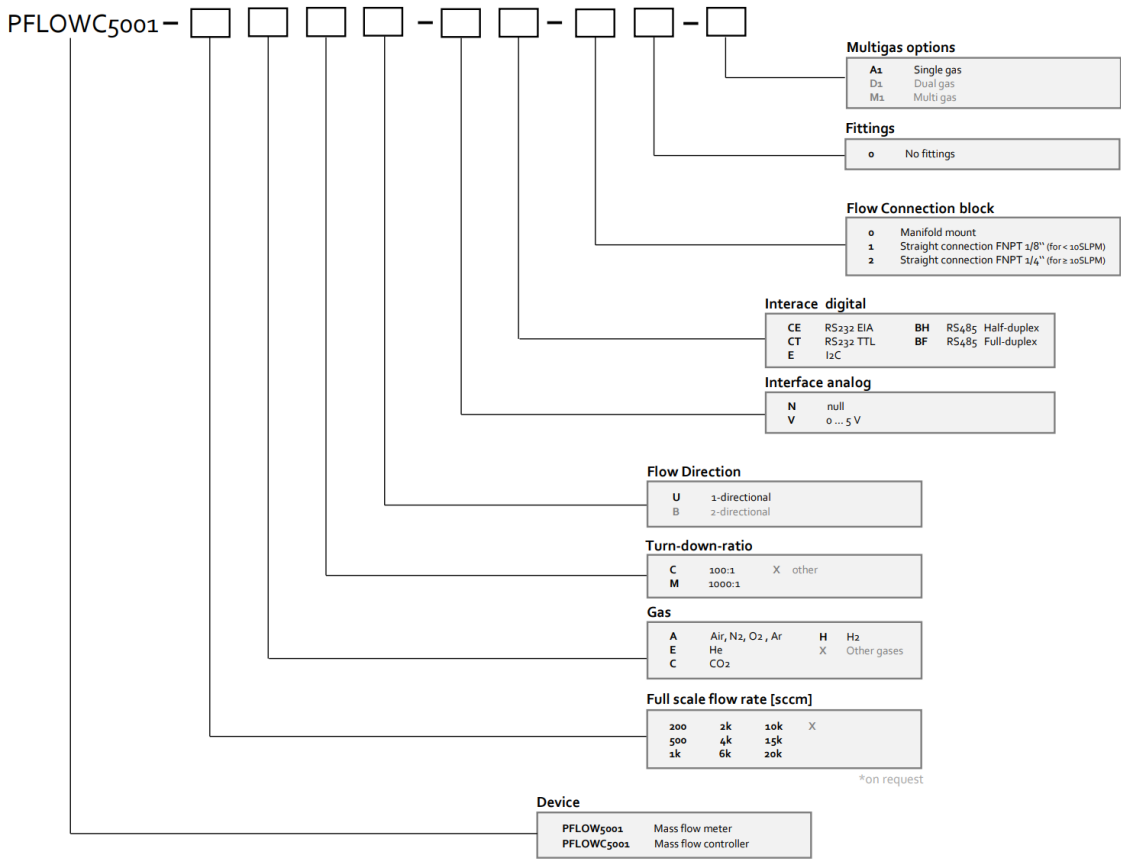 PFLOWC5001 – – – –
Multigas options
A1 Single gas
D1 Dual gas
M1 Multi gas
Fittings
0 No fittings
Flow Connection block
0 Manifold mount
1 Straight connection FNPT 1/8'' (for < 10SLPM)
2 Straight connection FNPT 1/4'' (for ≥ 10SLPM)
Interace digital
CE RS232 EIA BH RS485 Half-duplex
CT RS232 TTL BF RS485 Full-duplex
E I2C
Interface analog
N null
V 0 ... 5 V
Flow Direction
U 1-directional
B 2-directional
Turn-down-ratio
C 100:1 X other
M 1000:1
Gas
A Air, N2, O2 , Ar H H2
E He X Other gases
C CO2
Full scale flow rate [sccm]
200 2k 10k X
500 4k 15k
1k 6k 20k
*on request
Device
PFLOW5001 Mass flow meter
PFLOWC5001 Mass flow controller